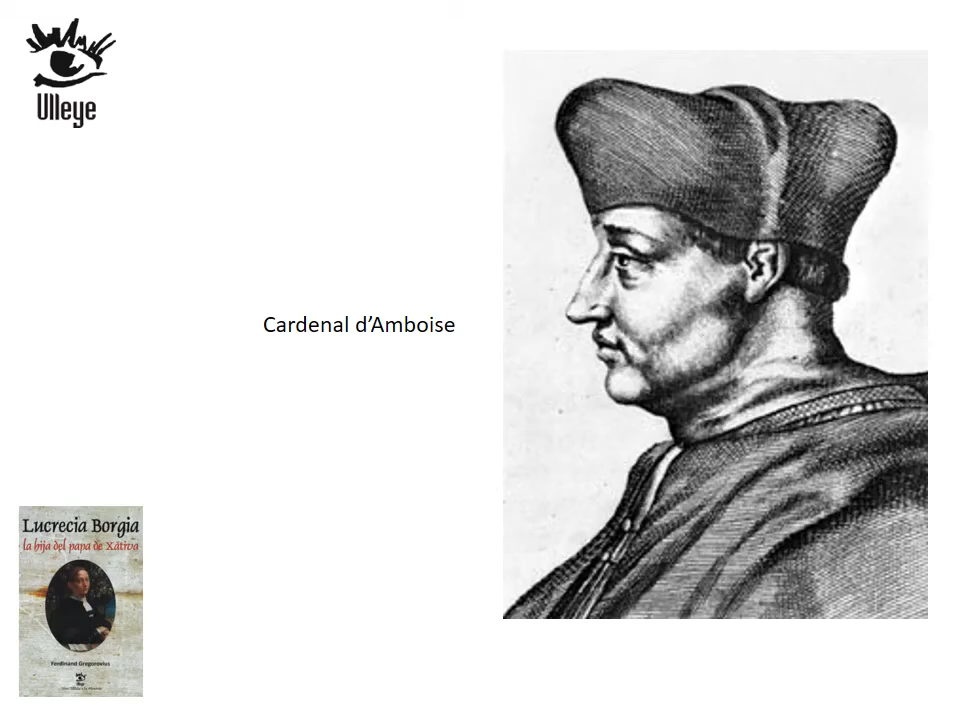 Ulleye
Cardenal d’Amboise
Lucrecia Borgia
la hija del papa de Xàtiva
Ferdinand Gregorovius